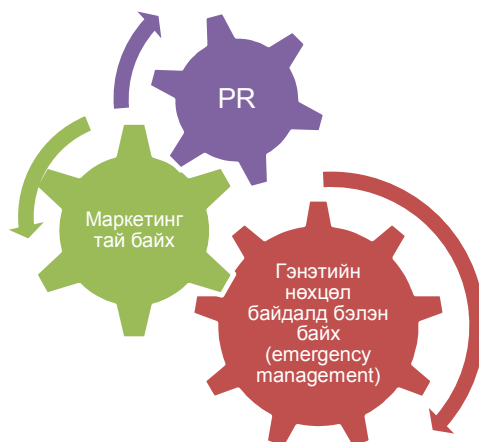 PR
Маркетинг
тай байх
Гэнэтийн
нөхцөл
байдалд бэлэн
байх
(emergency
management)